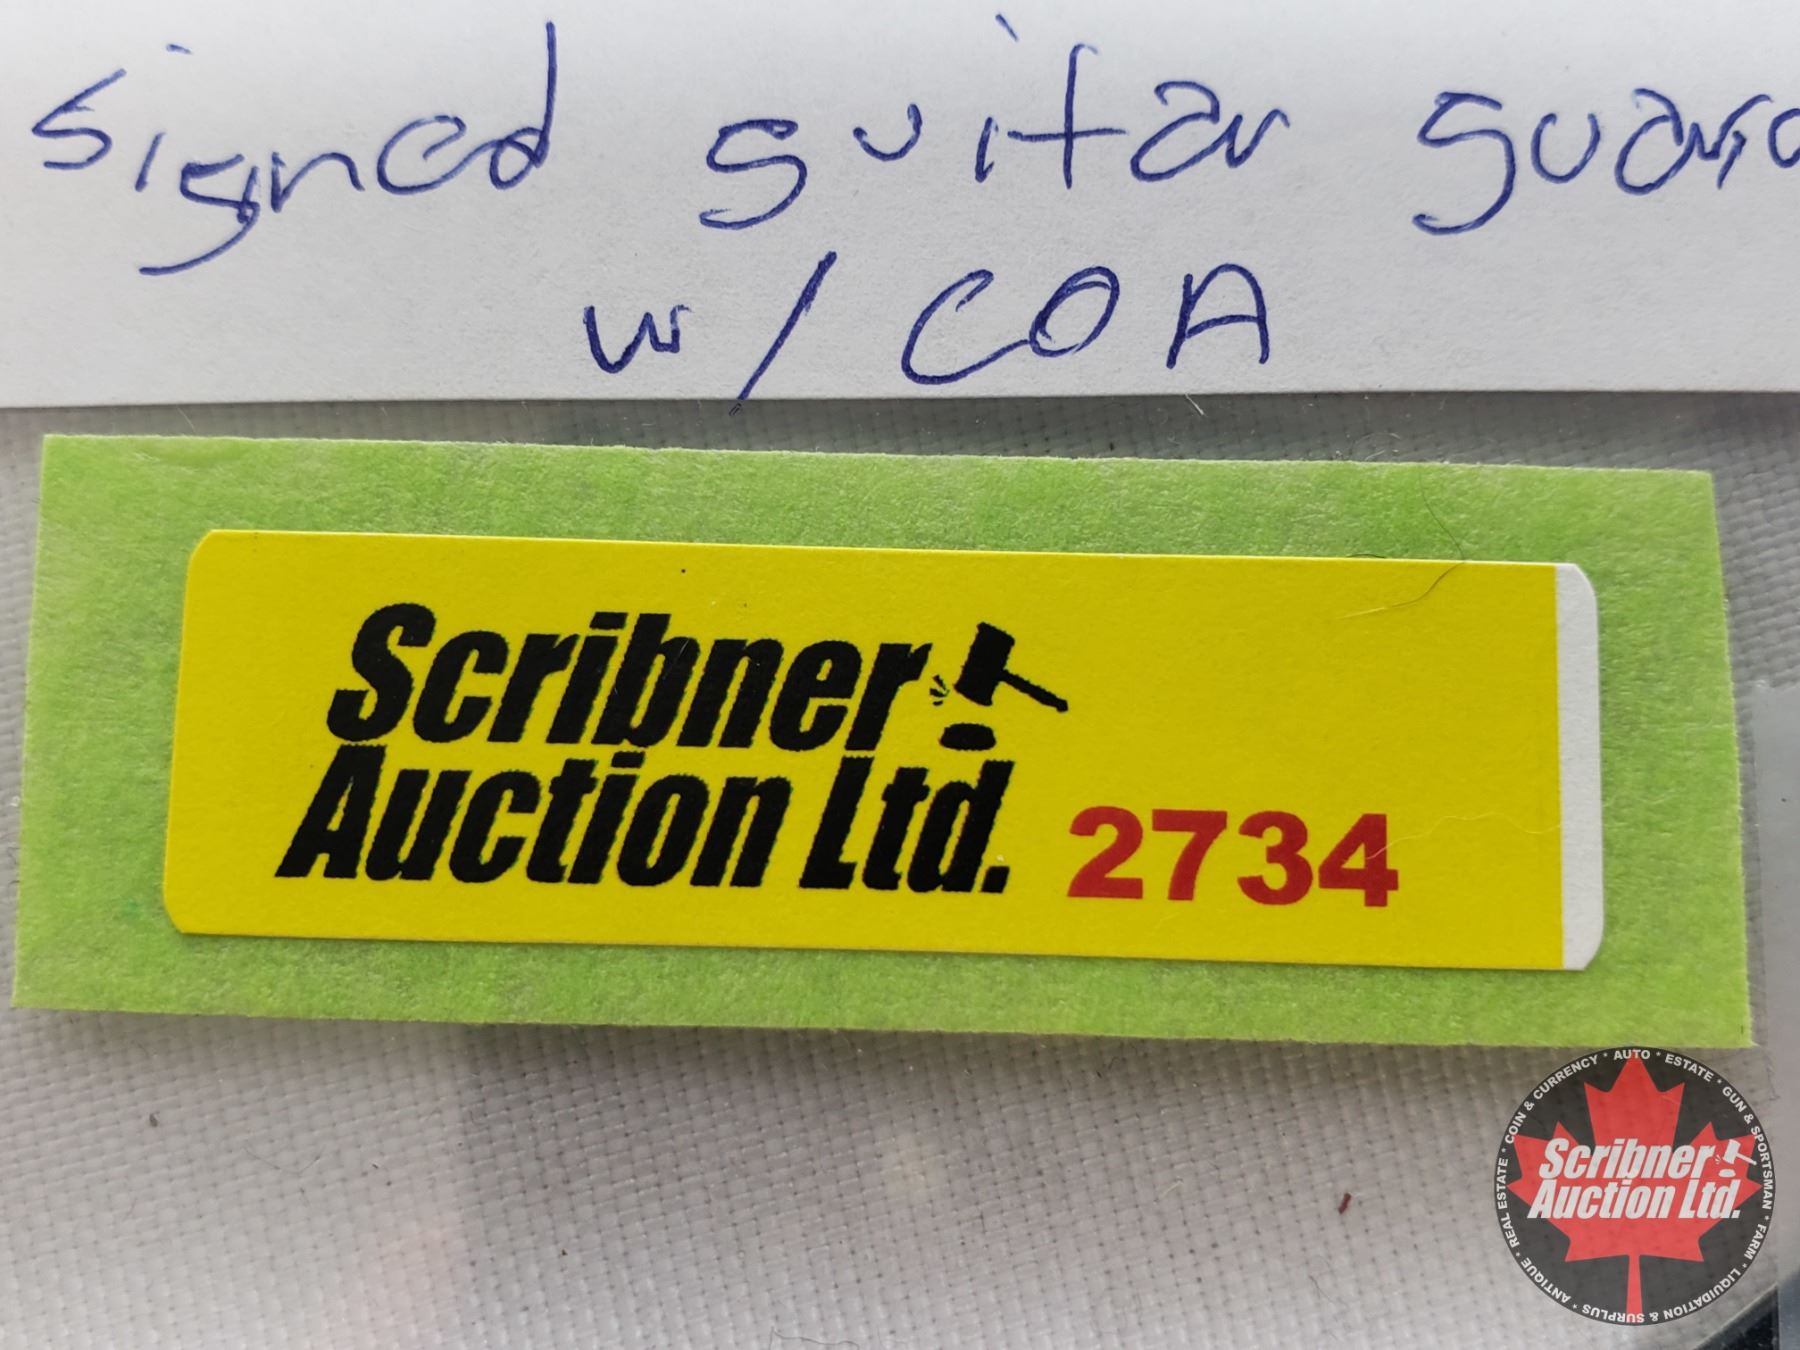 signed guitar guard
w/ COA
Scribner
Auction Ltd. 2734
Scribner
Auction Ltd.
COIN & CURRENCY * AUTO * ESTATE * GUN & SPORTSMAN * FARM * LIQUIDATION & SURPLUS * ANTIQUE * REAL ESTATE *